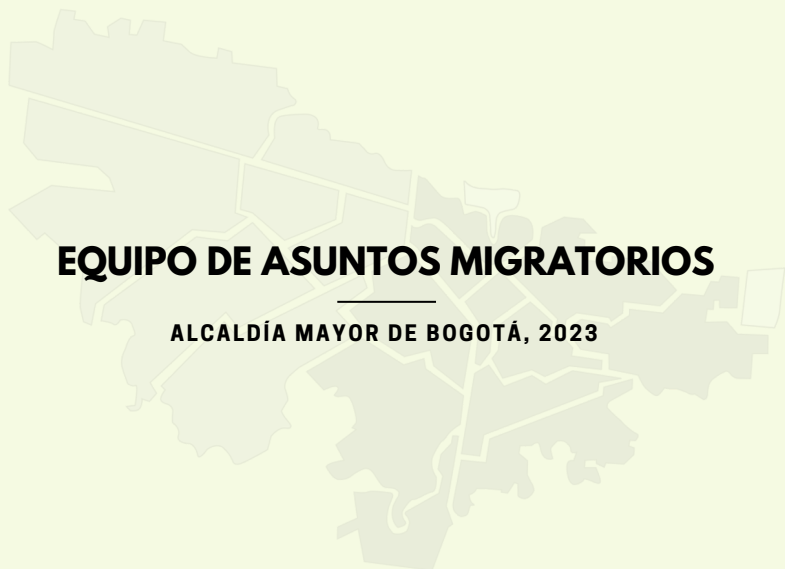 EQUIPO DE ASUNTOS MIGRATORIOS
ALCALDÍA MAYOR DE BOGOTÁ, 2023